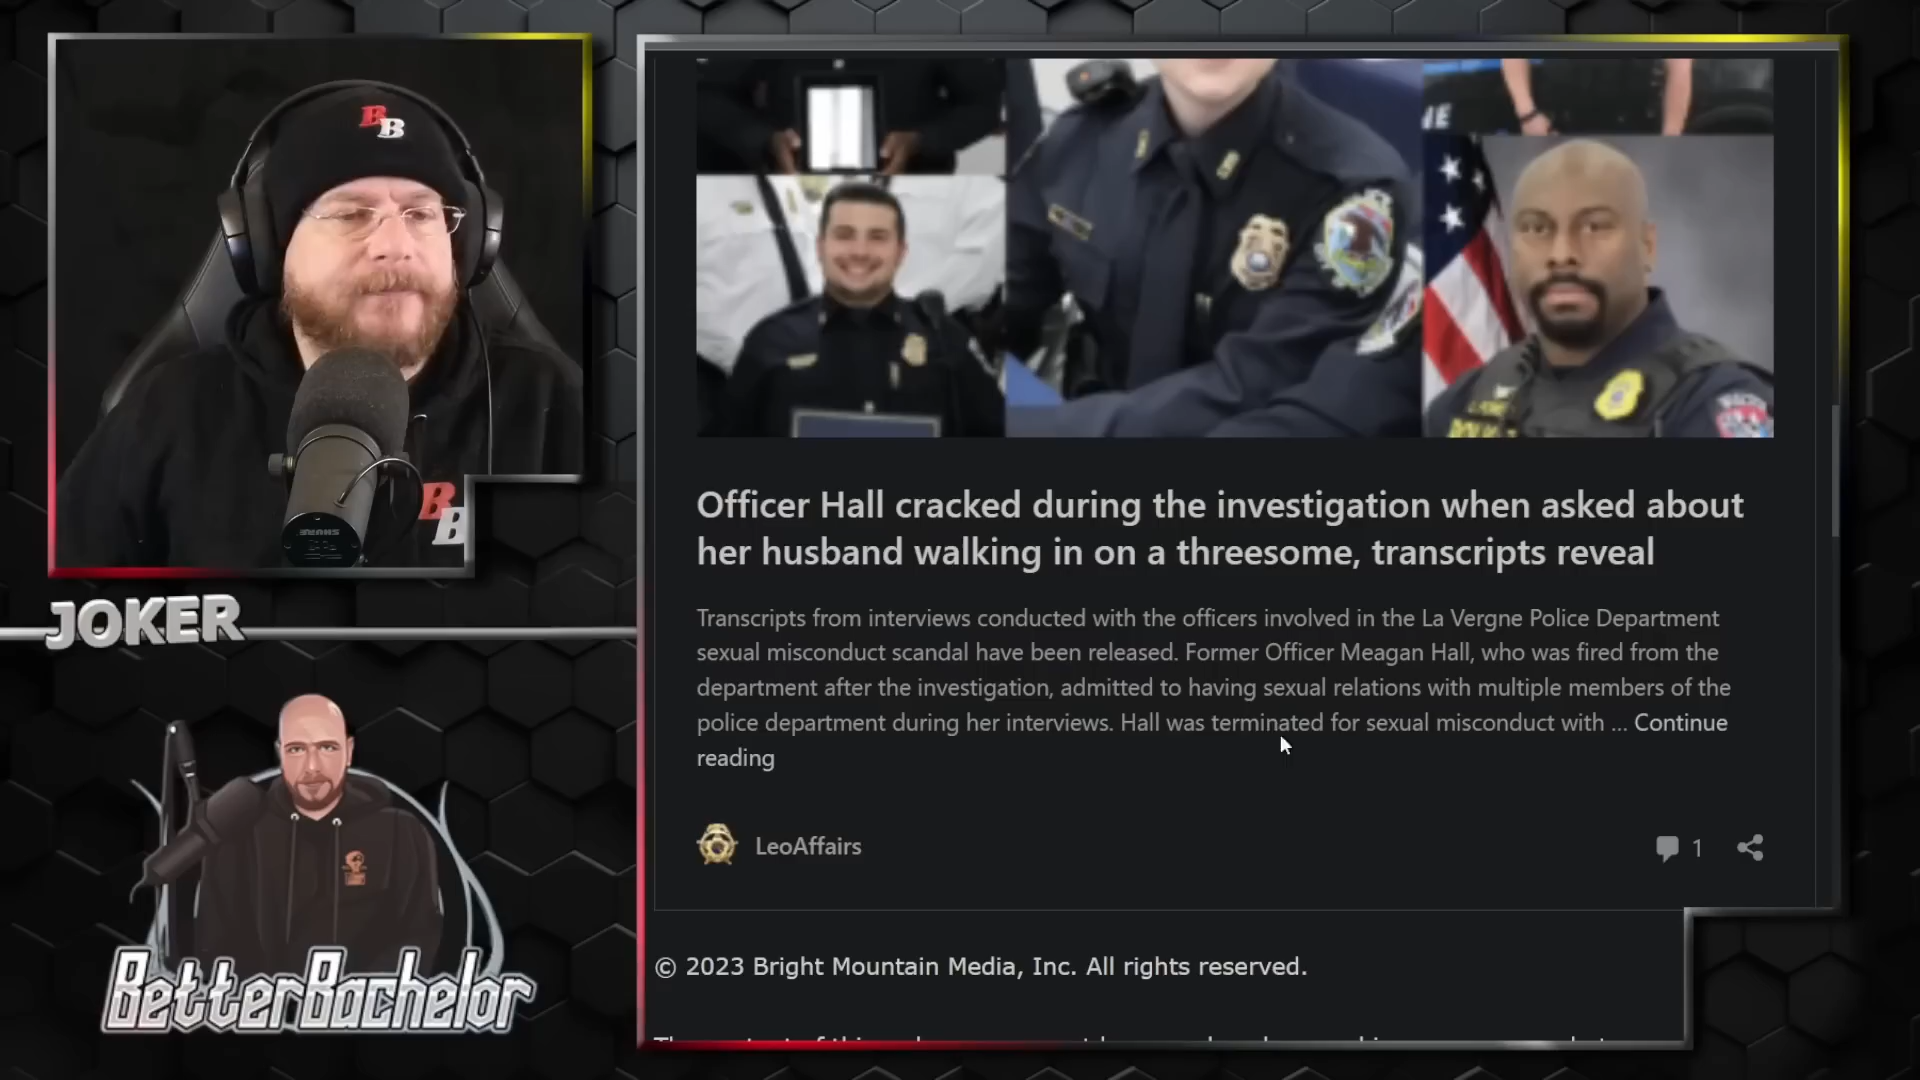 B
B
NE
B
B
SHURE
Officer Hall cracked during the investigation when asked about
her husband walking in on a threesome, transcripts reveal
Transcripts from interviews conducted with the officers involved in the La Vergne Police Department
sexual misconduct scandal have been released. Former Officer Meagan Hall, who was fired from the
department after the investigation, admitted to having sexual relations with multiple members of the
police department during her interviews. Hall was terminated for sexual misconduct with ... Continue
reading
LeoAffairs
1
© 2023 Bright Mountain Media, Inc. All rights reserved.
JOKER
BetterBachelor